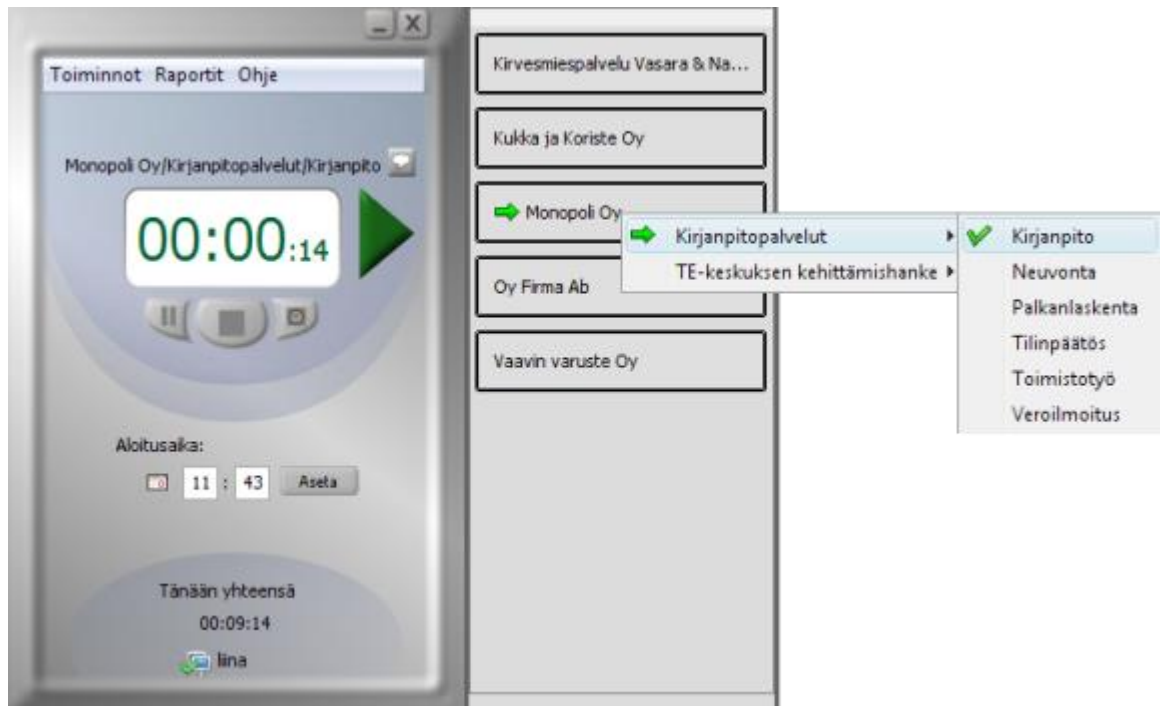 Toiminnot Raportit Ohje
Monopoli Oy/Kirjanpitopalvelut/Kirjanpito
00:00:14
Aloitusaika:
11 : 43 Aseta
Tänään yhteensä
00:09:14
liina
Kirvesmiespalvelu Vasara & Na...
Kukka ja Koriste Oy
Monopoli Oy
Oy Firma Ab
Vaavin varuste Oy
Kirjanpitopalvelut
TE-keskuksen kehittämishanke
Kirjanpito
Neuvonta
Palkanlaskenta
Tilinpäätös
Toimistotyö
Veroilmoitus